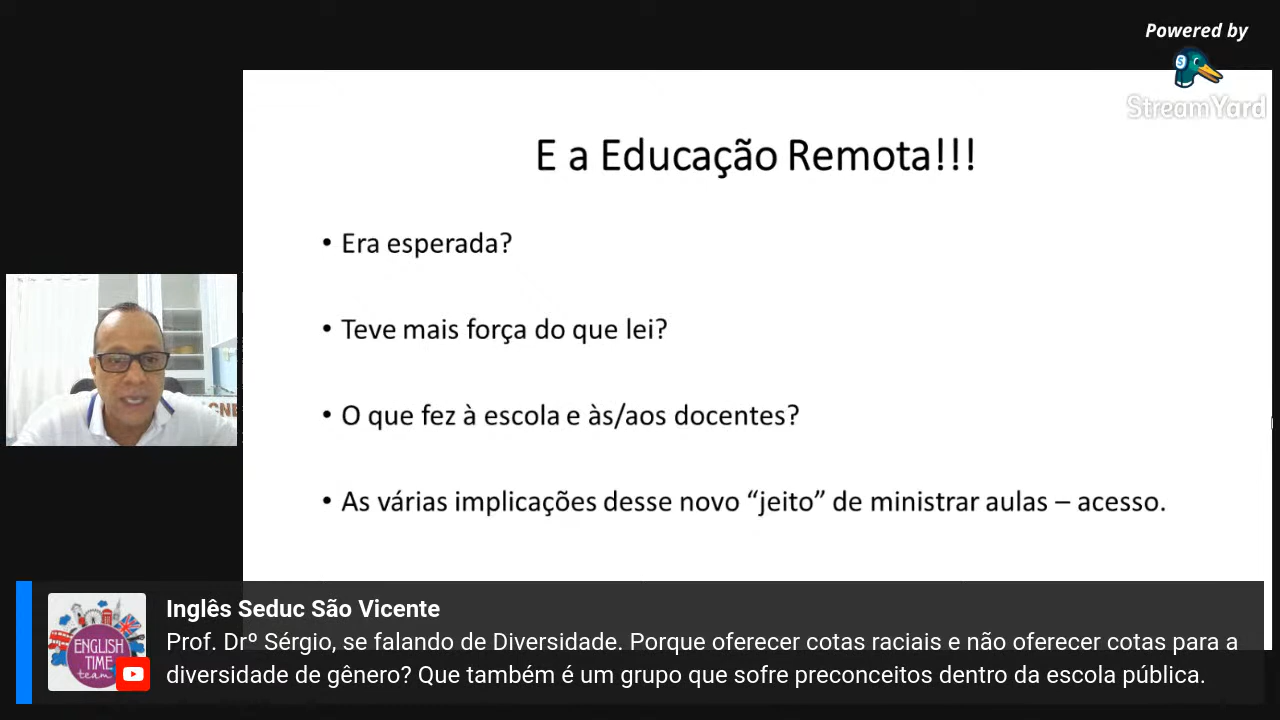 Powered by
StreamYard
E a Educação Remota!!!
• Era esperada?
• Teve mais força do que lei?
• O que fez à escola e às/aos docentes?
• As várias implicações desse novo “jeito” de ministrar aulas – acesso.
Inglês Seduc São Vicente
Prof. Drº Sérgio, se falando de Diversidade. Porque oferecer cotas raciais e não oferecer cotas para a
diversidade de gênero? Que também é um grupo que sofre preconceitos dentro da escola pública.
ENGLISH
TIME
team